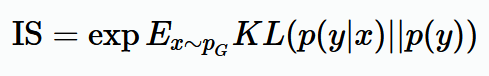 IS = exp E_{x∼p_G} KL(p(y|x)||p(y))